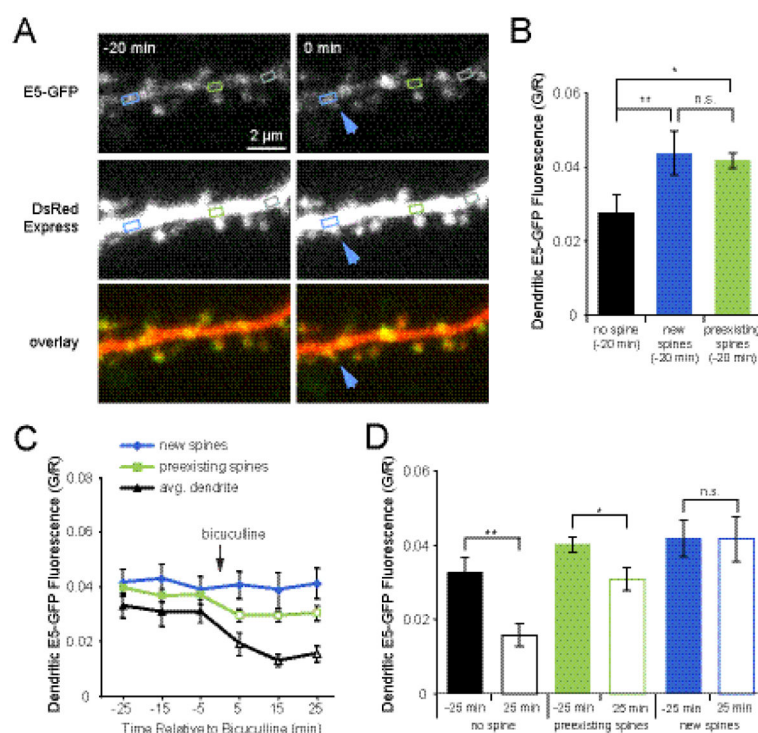 A
-20 min
0 min
E5-GFP
2 µm
DsRed
Express
overlay
B
Dendritic E5-GFP Fluorescence (G/R)
0.06
0.04
0.02
0
*
**
n.s.
no spine
(-20 min)
new
spines
(-20 min)
preexisting
spines
(-20 min)
C
new spines
preexisting spines
avg. dendrite
Dendritic E5-GFP Fluorescence (G/R)
0.08
0.06
0.04
0.02
0
bicuculline
-25 -15 -5 5 15 25
Time Relative to Bicuculline (min)
D
Dendritic E5-GFP Fluorescence (G/R)
0.06
0.04
0.02
0
**
*
n.s.
-25 min 25 min -25 min 25 min -25 min 25 min
no spine preexisting spines new spines